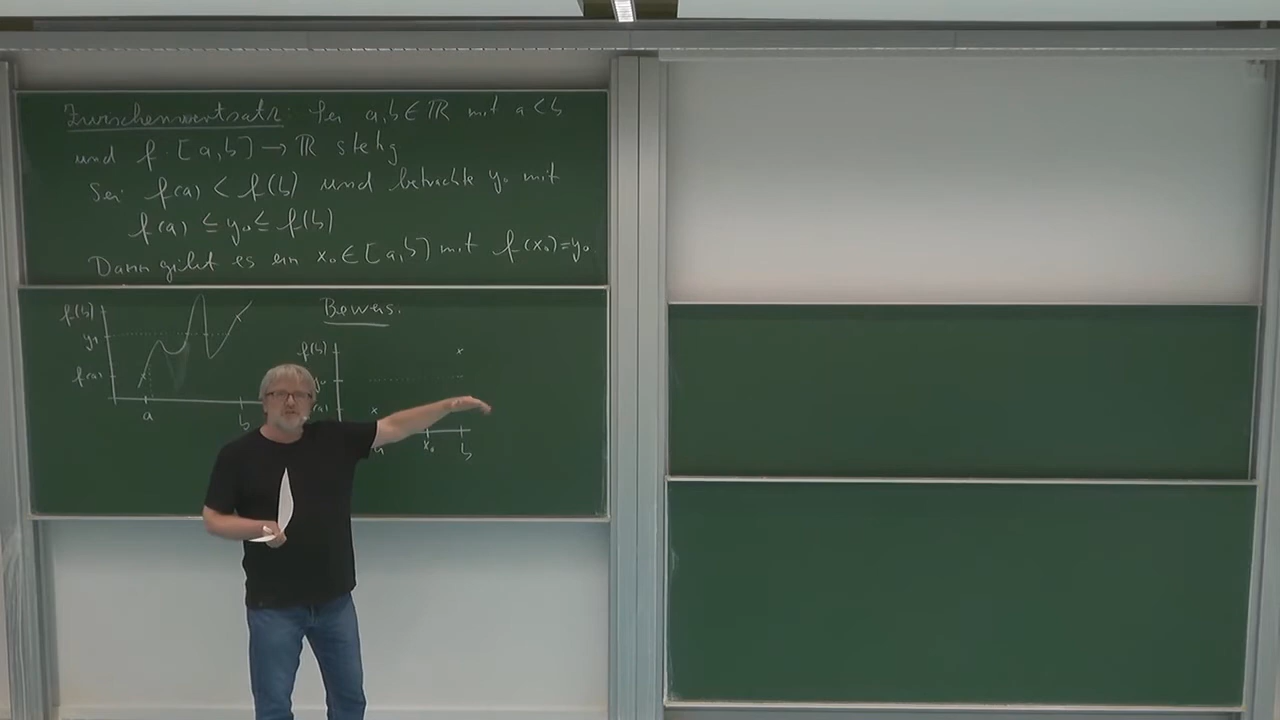 Zwischenwertsatz: Sei a,b ∈ ℝ mit a < b
und f: [a,b] → ℝ stetig
Sei f(a) < f(b) und betrachte y₀ mit
f(a) ≤ y₀ ≤ f(b)
Dann gibt es ein x₀ ∈ [a,b] mit f(x₀)=y₀
f(b)
y₀
f(a)
a
b
Beweis.
f(b)
y₀
x₀
b